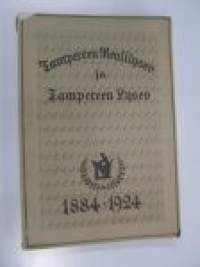 Tampereen Reaalilyseo
ja
Tampereen Lyseo
1884-1924